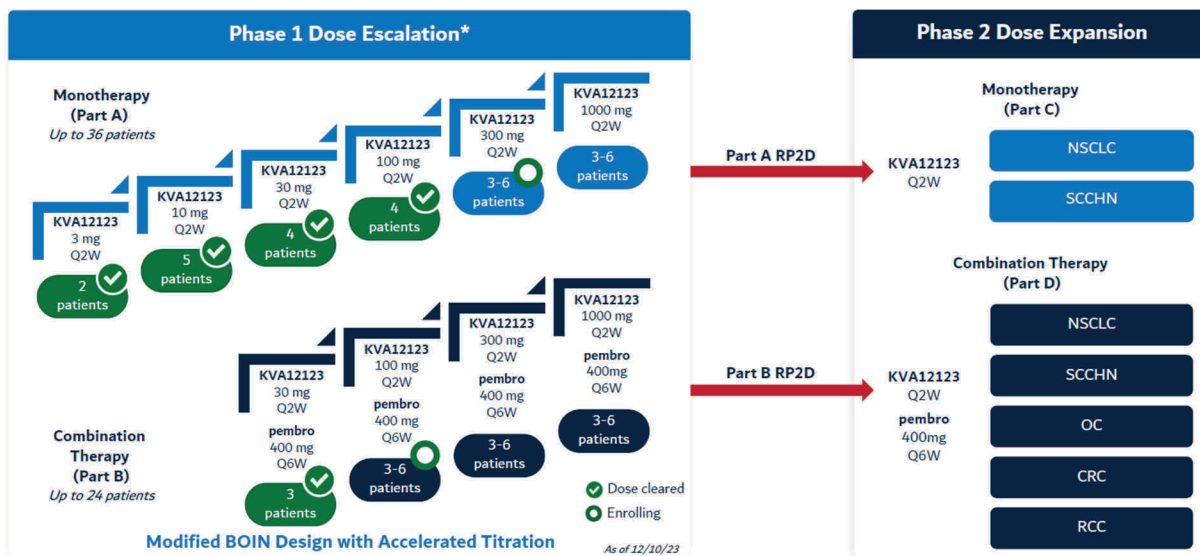 Phase 1 Dose Escalation*
Monotherapy
(Part A)
Up to 36 patients
KVA12123
3 mg
Q2W
2
patients
KVA12123
10 mg
Q2W
5
patients
KVA12123
30 mg
Q2W
4
patients
KVA12123
100 mg
Q2W
4
patients
KVA12123
300 mg
Q2W
3-6
patients
KVA12123
1000 mg
Q2W
3-6
patients
Combination
Therapy
(Part B)
Up to 24 patients
KVA12123
30 mg
Q2W
pembro
400 mg
Q6W
3
patients
KVA12123
100 mg
Q2W
pembro
400 mg
Q6W
3-6
patients
KVA12123
300 mg
Q2W
pembro
400 mg
Q6W
3-6
patients
KVA12123
1000 mg
Q2W
pembro
400mg
Q6W
3-6
patients
Dose cleared
Enrolling
Modified BOIN Design with Accelerated Titration
As of 12/10/23
Part A RP2D
Part B RP2D
Phase 2 Dose Expansion
Monotherapy
(Part C)
KVA12123
Q2W
NSCLC
SCCHN
Combination Therapy
(Part D)
KVA12123
Q2W
pembro
400mg
Q6W
NSCLC
SCCHN
OC
CRC
RCC